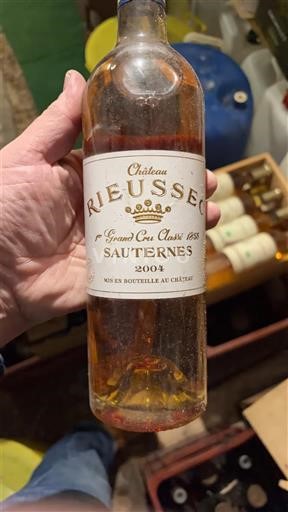 Château
RIEUSSEC
1er Grand Cru Classé 1855
SAUTERNES
2004
MIS EN BOUTEILLE AU CHÂTEAU